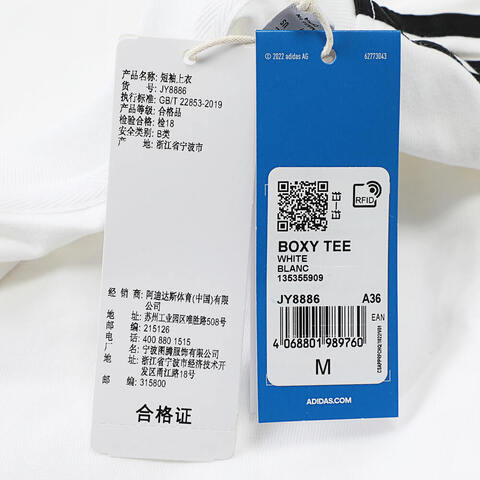 产品名称: 短袖上衣
货 号: JY8886
执行标准: GB/T 22853-2019
产品等级: 合格品
检验合格: 检18
安全类别: B类
产 地: 浙江省宁波市
经 销 商: 阿迪达斯体育(中国)有限
公司
地 址: 苏州工业园区唯胜路508号
邮 编: 215126
电 话: 400 880 1515
厂 商: 宁波图腾服饰有限公司
地 址: 浙江省宁波市经济技术开
发区甬江路18号
邮 编: 315800
合格证
© 2022 adidas AG
62773043
RFID
BOXY TEE
WHITE
BLANC
135355909
JY8886 A36
EAN
4 068801 989760
M
ADIDAS.COM